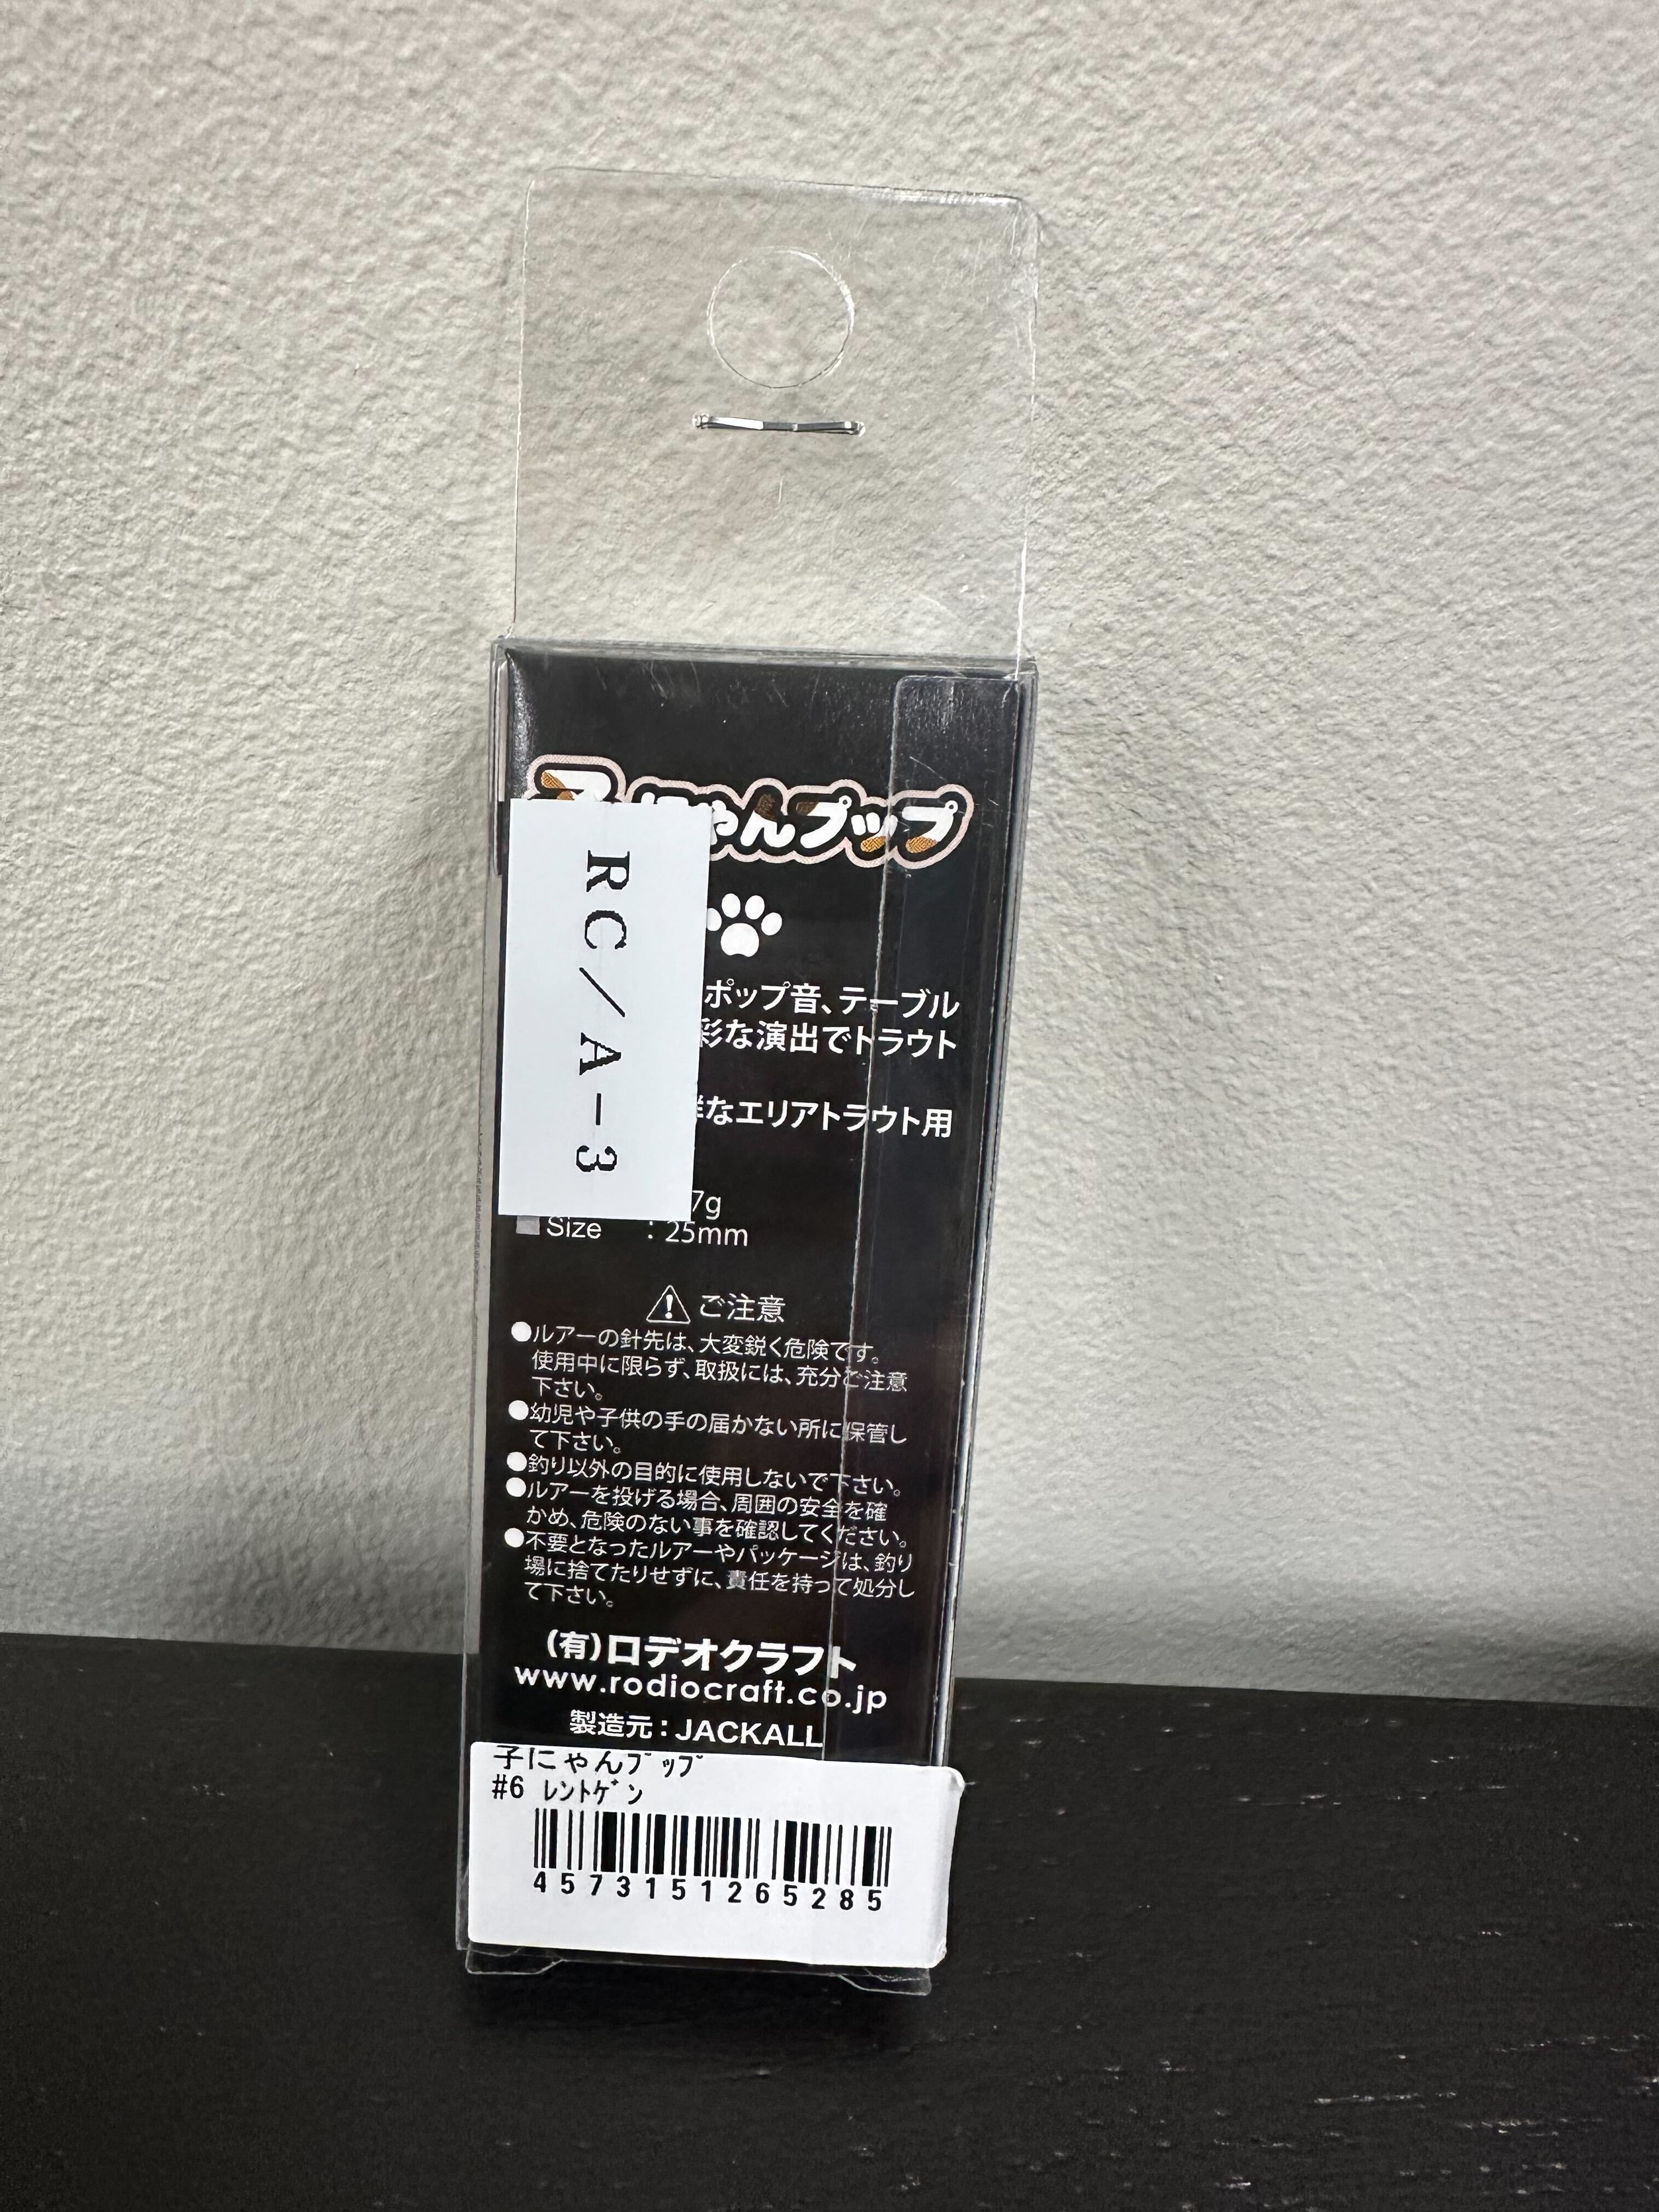 子にゃんプップ
RC/A-3
ポップ音、テーブル
彩な演出でトラウト
なエリアトラウト用
7g
Size : 25mm
ご注意
●ルアーの針先は、大変鋭く危険です。
使用中に限らず、取扱には、充分ご注意
下さい。
●幼児や子供の手の届かない所に保管し
て下さい。
●釣り以外の目的に使用しないで下さい。
●ルアーを投げる場合、周囲の安全を確
かめ、危険のない事を確認してください。
●不要となったルアーやパッケージは、釣り
場に捨てたりせずに、責任を持って処分し
て下さい。
(有)ロデオクラフト
www.rodiocraft.co.jp
製造元：JACKALL
子にゃんﾌﾟｯﾌﾟ
#6 ﾚﾝﾄｹﾞﾝ
4573151265285